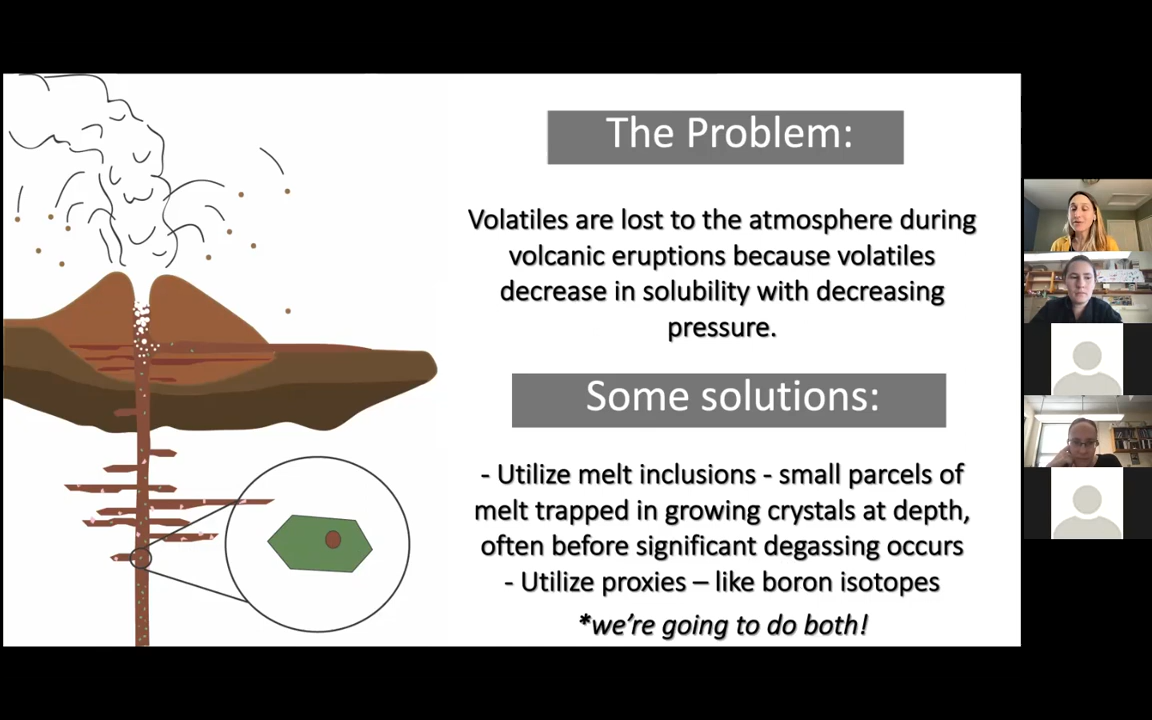 The Problem:
Volatiles are lost to the atmosphere during
volcanic eruptions because volatiles
decrease in solubility with decreasing
pressure.
Some solutions:
- Utilize melt inclusions - small parcels of
melt trapped in growing crystals at depth,
often before significant degassing occurs
- Utilize proxies – like boron isotopes
*we're going to do both!